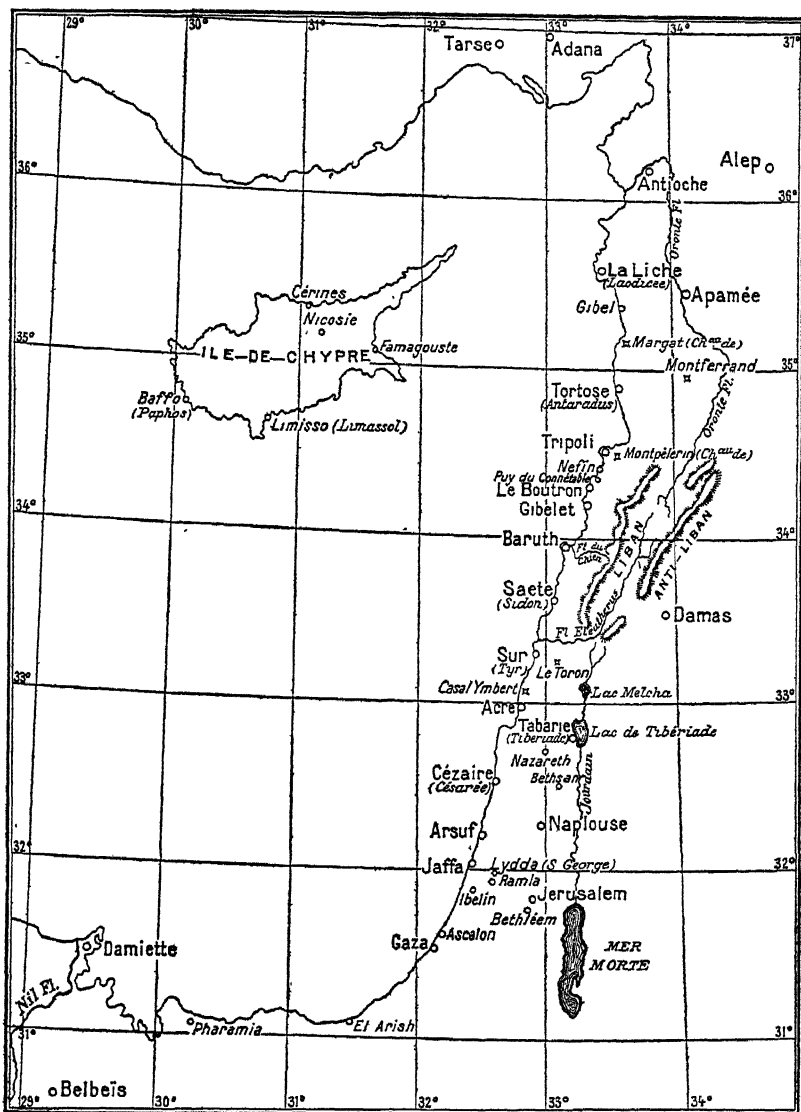 29° 30° 31° 32° 33° 34° 37°
Tarse
Adana
36°
Alep
Antioche
36°
Oronte Fl.
La Liche
(Laodicée)
Apamée
Gibel
Cérines
Nicosie
35°
ILE-DE-CHYPRE
Famagouste
Margat (Chau de)
Montferrand
35°
Tortose
(Antaradus)
Baffo
(Paphos)
Limisso (Limassol)
Oronte Fl.
Tripoli
Montpèlerin (Chau de)
Nefin
Puy du Connétable
Le Boutron
Gibelet
34°
34°
Baruth
Fl. du
Chien
LIBAN
ANTI-LIBAN
Saete
(Sidon)
Damas
Fl. Eleutherus
Sur
(Tyr)
Le Toron
33°
Casal Ymbert
Lac Melcha
33°
Acre
Tabarie
(Tibériade)
Lac de Tibériade
Nazareth
Bethsan
Cézaire
(Césarée)
Jourdain
Arsuf
Naplouse
32°
Jaffa
Lydda (S. George)
32°
Ramla
Ibelin
Jerusalem
Bethléem
Ascalon
Gaza
MER
MORTE
Damiette
Nil Fl.
31°
Pharamia
El Arish
31°
Belbeïs
29° 30° 31° 32° 33° 34°